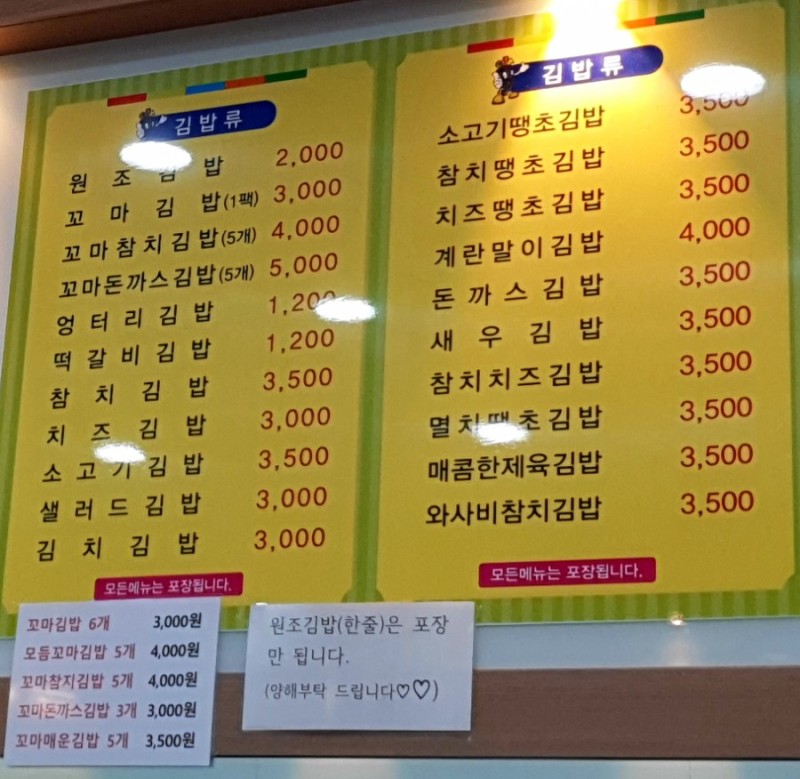 김밥류
원조김밥 2,000
꼬마김밥(1팩) 3,000
꼬마참치김밥(5개) 4,000
꼬마돈까스김밥(5개) 5,000
엉터리김밥 1,200
떡갈비김밥 1,200
참치김밥 3,500
치즈김밥 3,000
소고기김밥 3,500
샐러드김밥 3,000
김치김밥 3,000
모든메뉴는 포장됩니다.
김밥류
소고기땡초김밥 3,500
참치땡초김밥 3,500
치즈땡초김밥 3,500
계란말이김밥 4,000
돈까스김밥 3,500
새우김밥 3,500
참치치즈김밥 3,500
멸치땡초김밥 3,500
매콤한제육김밥 3,500
와사비참치김밥 3,500
모든메뉴는 포장됩니다.
꼬마김밥 6개 3,000원
모듬꼬마김밥 5개 4,000원
꼬마참지김밥 5개 4,000원
꼬마돈까스김밥 3개 3,000원
꼬마매운김밥 5개 3,500원
원조김밥(한줄)은 포장
만 됩니다.
(양해부탁 드립니다♡♡)